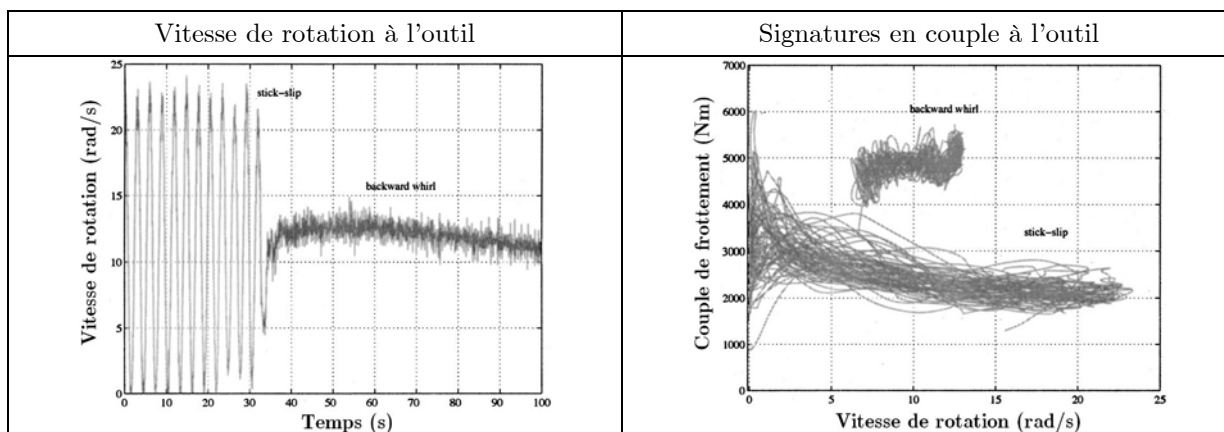 Vitesse de rotation à l'outil
Signatures en couple à l'outil
Vitesse de rotation (rad/s)
25
20
15
10
5
0
stick–slip
backward whirl
0 10 20 30 40 50 60 70 80 90 100
Temps (s)
Couple de frottement (Nm)
7000
6000
5000
4000
3000
2000
1000
0
backward whirl
stick–slip
0 5 10 15 20 25
Vitesse de rotation (rad/s)